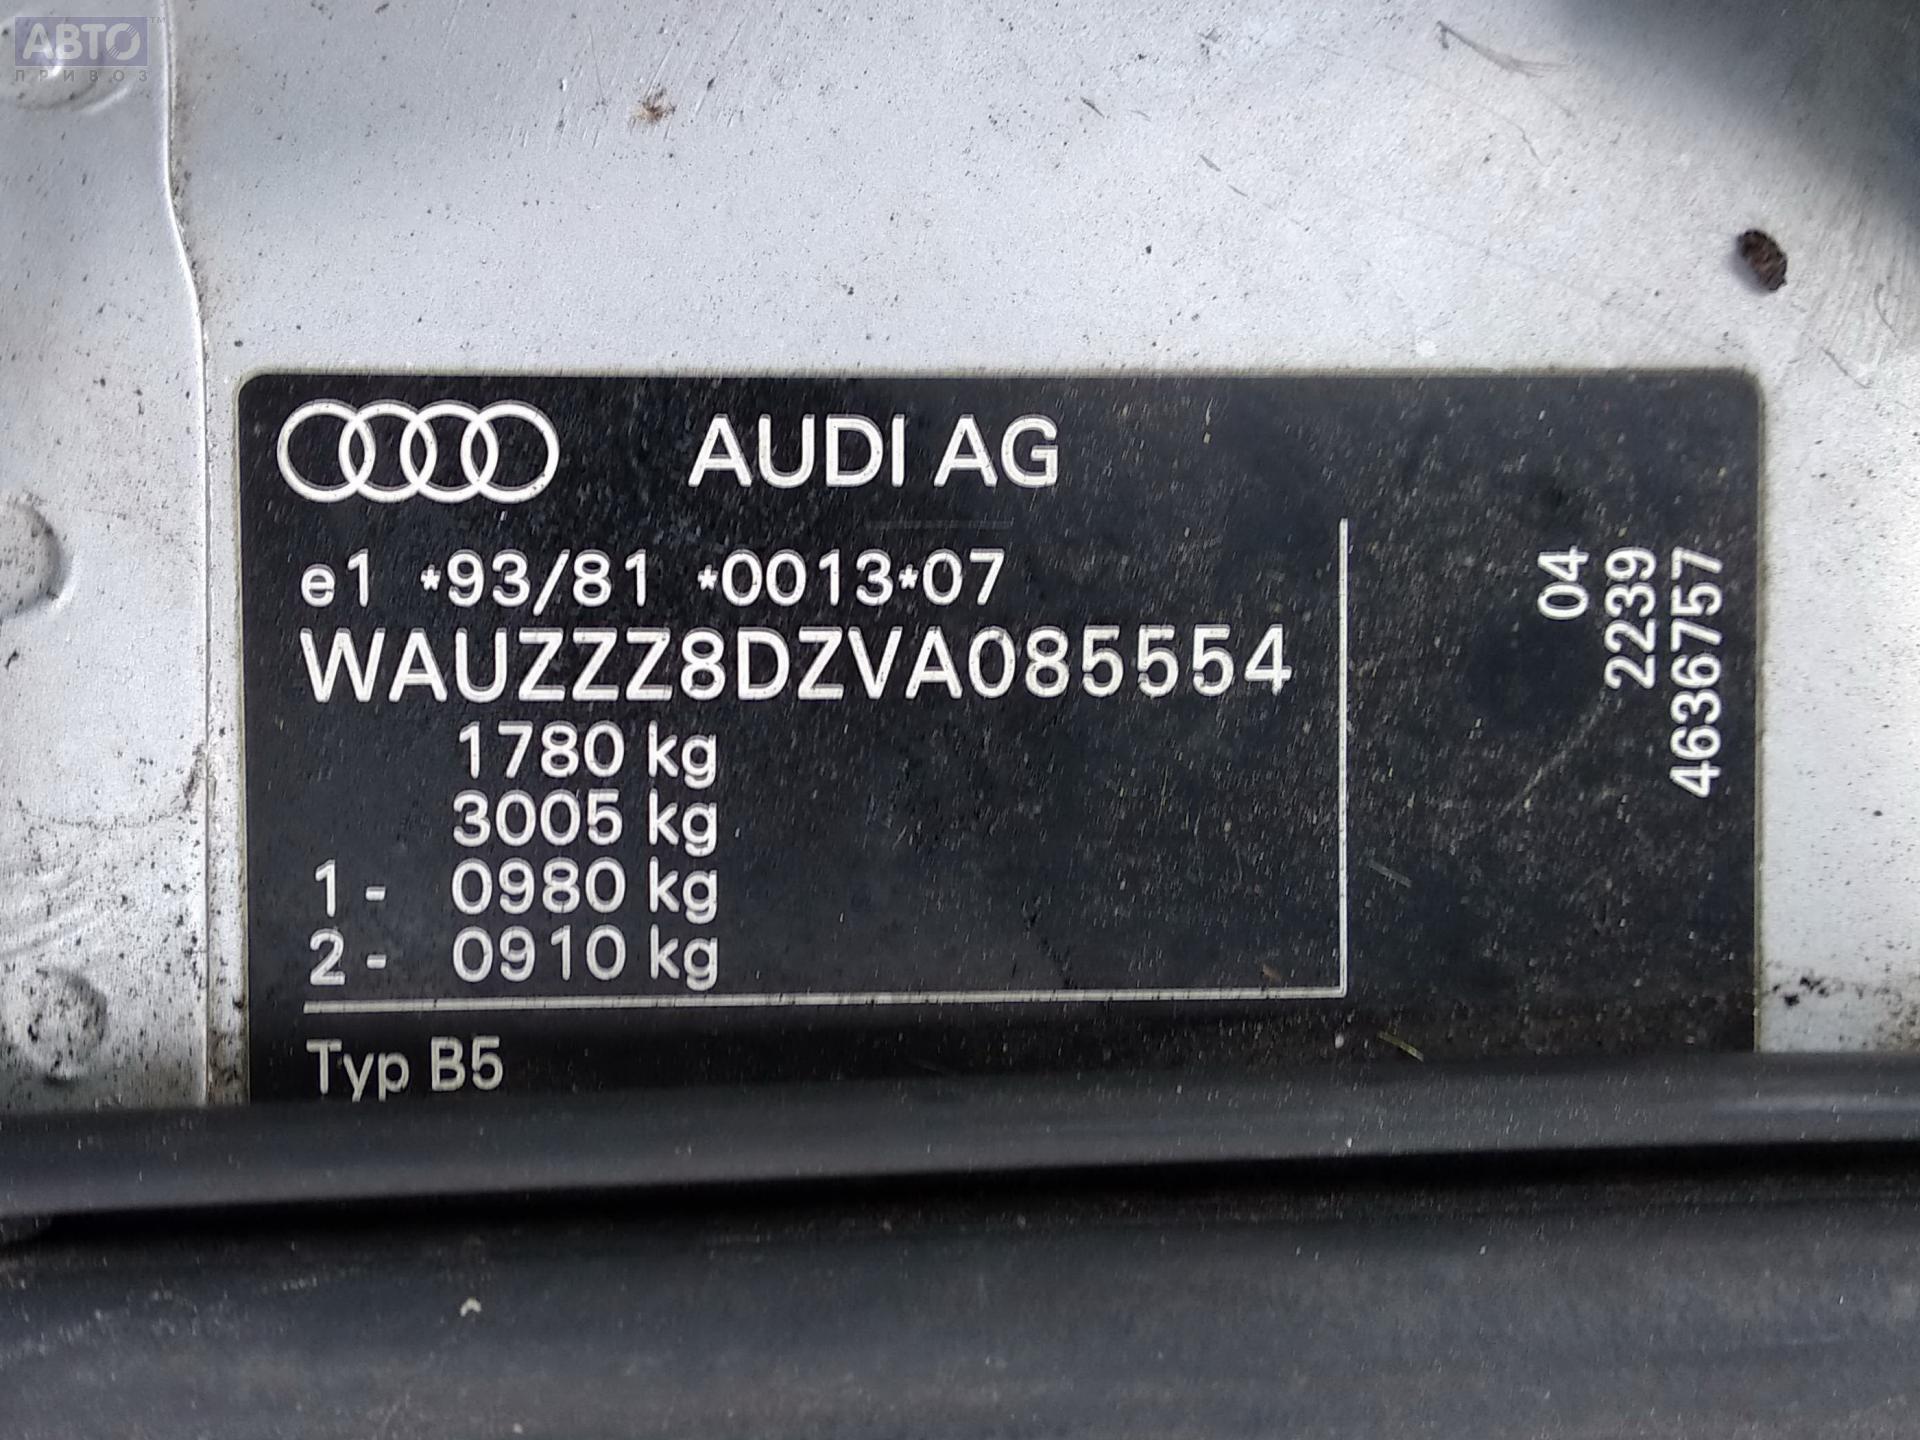 АВТО™
ПРИВОЗ
AUDI AG
e1 *93/81 *0013*07
WAUZZZ8DZVA085554
1780 kg
3005 kg
1- 0980 kg
2- 0910 kg
Typ B5
04
2239
4636757